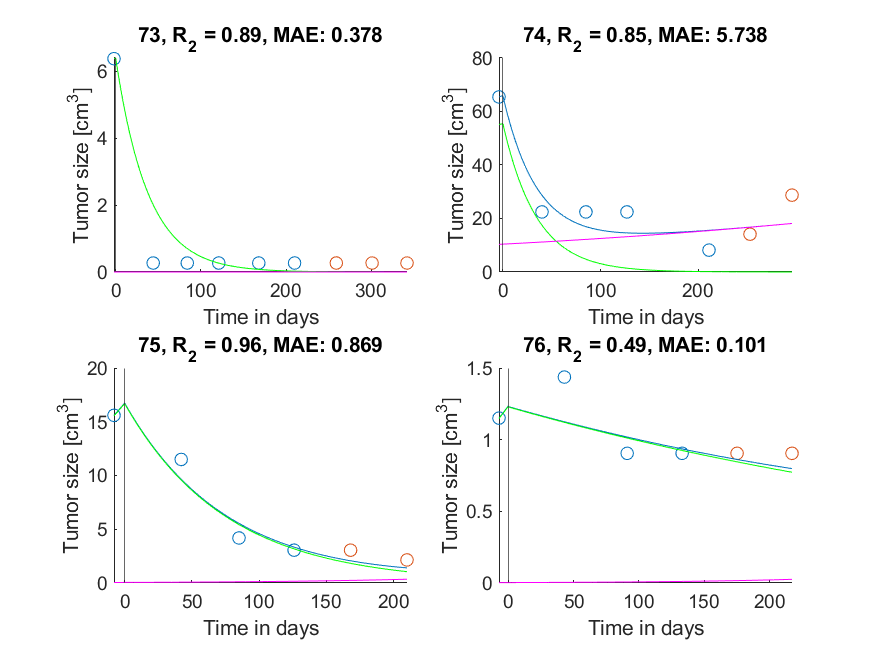 73, R2 = 0.89, MAE: 0.378
Tumor size [cm3]
6
4
2
0
0 100 200 300
Time in days
74, R2 = 0.85, MAE: 5.738
Tumor size [cm3]
80
60
40
20
0
0 100 200
Time in days
75, R2 = 0.96, MAE: 0.869
Tumor size [cm3]
20
15
10
5
0
0 50 100 150 200
Time in days
76, R2 = 0.49, MAE: 0.101
Tumor size [cm3]
1.5
1
0.5
0
0 50 100 150 200
Time in days